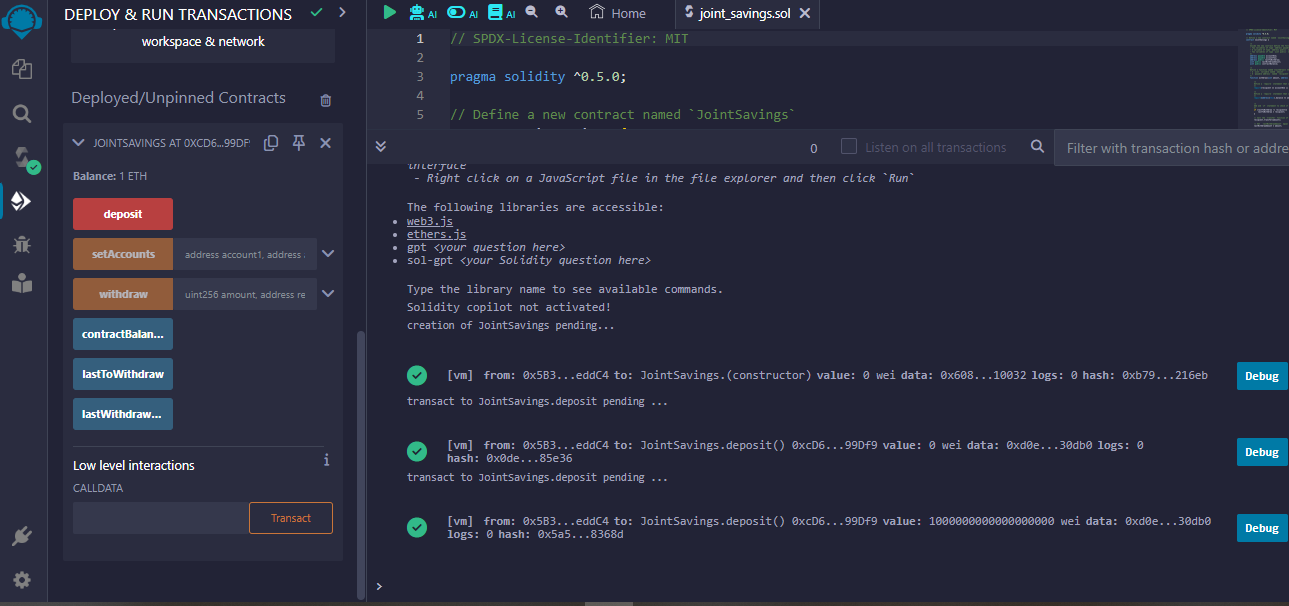 DEPLOY & RUN TRANSACTIONS
workspace & network
Deployed/Unpinned Contracts
JOINTSAVINGS AT 0XCD6...99DF
Balance: 1 ETH
deposit
setAccounts
address account1, address
withdraw
uint256 amount, address re
contractBalan...
lastToWithdraw
lastWithdraw...
Low level interactions
i
CALLDATA
Transact
AI
AI
AI
Home
joint_savings.sol
1 // SPDX-License-Identifier: MIT
2
3 pragma solidity ^0.5.0;
4
5 // Define a new contract named `JointSavings`
0
Listen on all transactions
Filter with transaction hash or addre
interface
- Right click on a JavaScript file in the file explorer and then click `Run`
The following libraries are accessible:
• web3.js
• ethers.js
• gpt <your question here>
• sol-gpt <your Solidity question here>
Type the library name to see available commands.
Solidity copilot not activated!
creation of JointSavings pending...
[vm] from: 0x5B3...eddC4 to: JointSavings.(constructor) value: 0 wei data: 0x608...10032 logs: 0 hash: 0xb79...216eb
Debug
transact to JointSavings.deposit pending ...
[vm] from: 0x5B3...eddC4 to: JointSavings.deposit() 0xcD6...99Df9 value: 0 wei data: 0xd0e...30db0 logs: 0
hash: 0x0de...85e36
Debug
transact to JointSavings.deposit pending ...
[vm] from: 0x5B3...eddC4 to: JointSavings.deposit() 0xcD6...99Df9 value: 1000000000000000000 wei data: 0xd0e...30db0
logs: 0 hash: 0x5a5...8368d
Debug
>